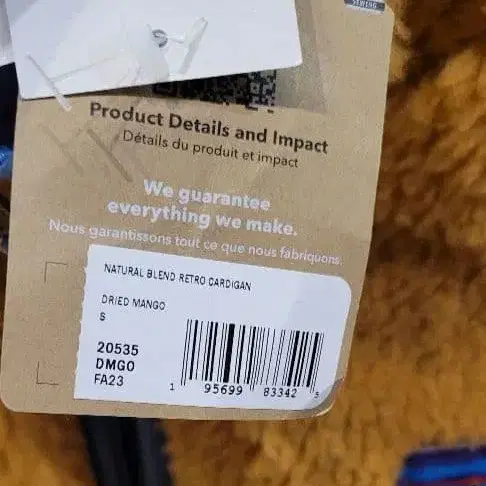 SEWING
Product Details and Impact
Détails du produit et impact
We guarantee
everything we make.
Nous garantissons tout ce que nous fabriquons.
NATURAL BLEND RETRO CARDIGAN
DRIED MANGO
S
20535
DMGO
FA23
1 95699 83342 5